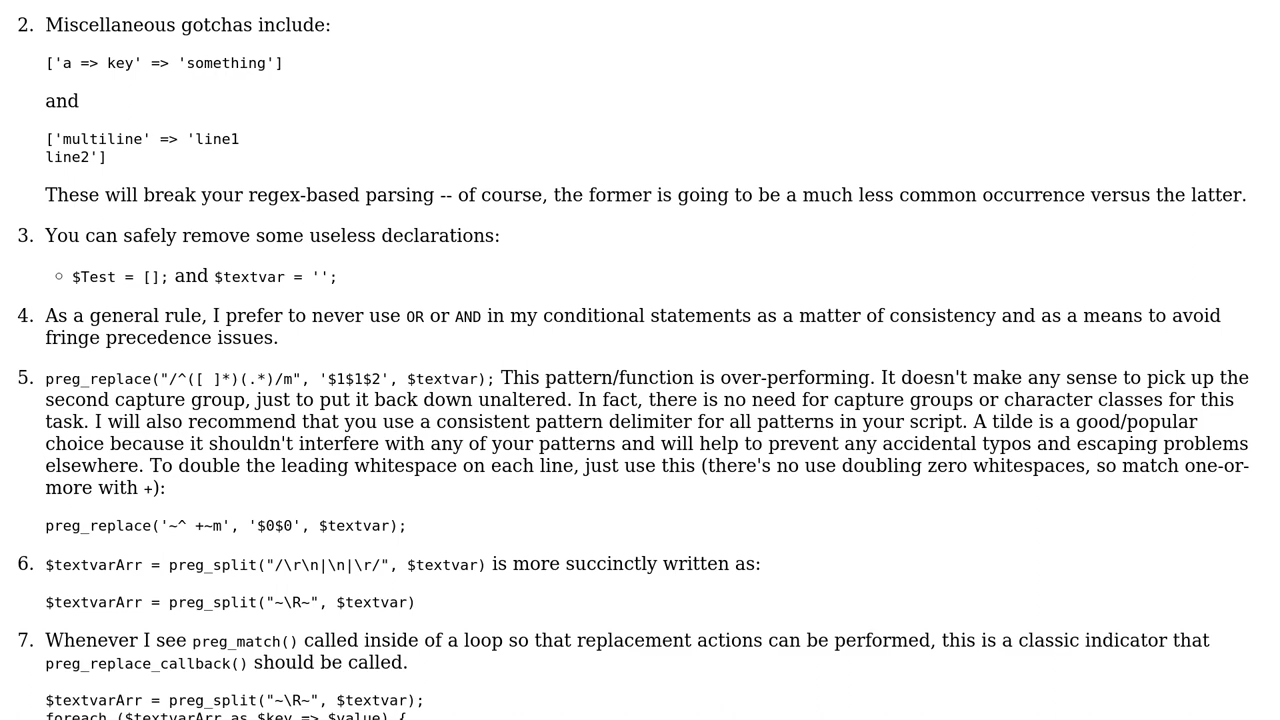 2. Miscellaneous gotchas include:
['a => key' => 'something']
and
['multiline' => 'line1
line2']
These will break your regex-based parsing -- of course, the former is going to be a much less common occurrence versus the latter.
3. You can safely remove some useless declarations:
◦ $Test = []; and $textvar = '';
4. As a general rule, I prefer to never use OR or AND in my conditional statements as a matter of consistency and as a means to avoid
fringe precedence issues.
5. preg_replace("/^([ ]*)(.*)/m", '$1$1$2', $textvar); This pattern/function is over-performing. It doesn't make any sense to pick up the
second capture group, just to put it back down unaltered. In fact, there is no need for capture groups or character classes for this
task. I will also recommend that you use a consistent pattern delimiter for all patterns in your script. A tilde is a good/popular
choice because it shouldn't interfere with any of your patterns and will help to prevent any accidental typos and escaping problems
elsewhere. To double the leading whitespace on each line, just use this (there's no use doubling zero whitespaces, so match one-or-
more with +):
preg_replace('~^ +~m', '$0$0', $textvar);
6. $textvarArr = preg_split("/\r\n|\n|\r/", $textvar) is more succinctly written as:
$textvarArr = preg_split("~\R~", $textvar)
7. Whenever I see preg_match() called inside of a loop so that replacement actions can be performed, this is a classic indicator that
preg_replace_callback() should be called.
$textvarArr = preg_split("~\R~", $textvar);
foreach ($textvarArr as $key => $value) {